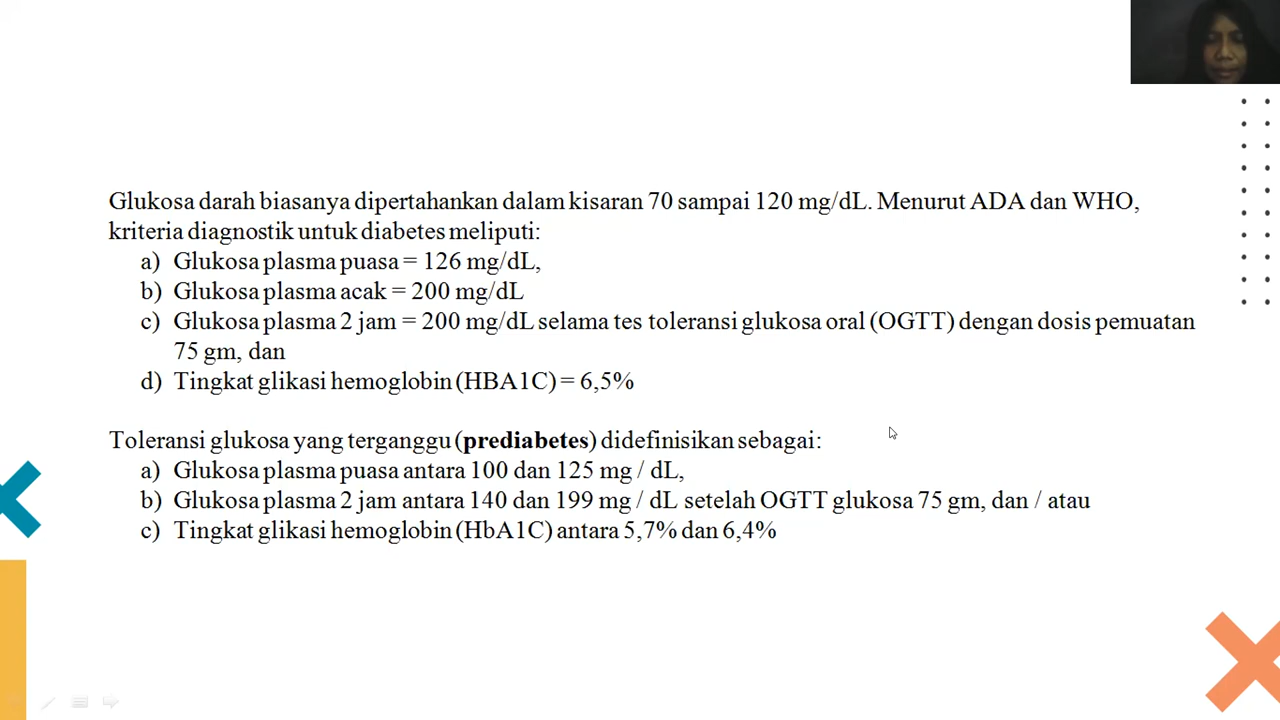 Glukosa darah biasanya dipertahankan dalam kisaran 70 sampai 120 mg/dL. Menurut ADA dan WHO,
kriteria diagnostik untuk diabetes meliputi:
a) Glukosa plasma puasa = 126 mg/dL,
b) Glukosa plasma acak = 200 mg/dL
c) Glukosa plasma 2 jam = 200 mg/dL selama tes toleransi glukosa oral (OGTT) dengan dosis pemuatan
75 gm, dan
d) Tingkat glikasi hemoglobin (HBA1C) = 6,5%
Toleransi glukosa yang terganggu (prediabetes) didefinisikan sebagai:
a) Glukosa plasma puasa antara 100 dan 125 mg / dL,
b) Glukosa plasma 2 jam antara 140 dan 199 mg / dL setelah OGTT glukosa 75 gm, dan / atau
c) Tingkat glikasi hemoglobin (HbA1C) antara 5,7% dan 6,4%